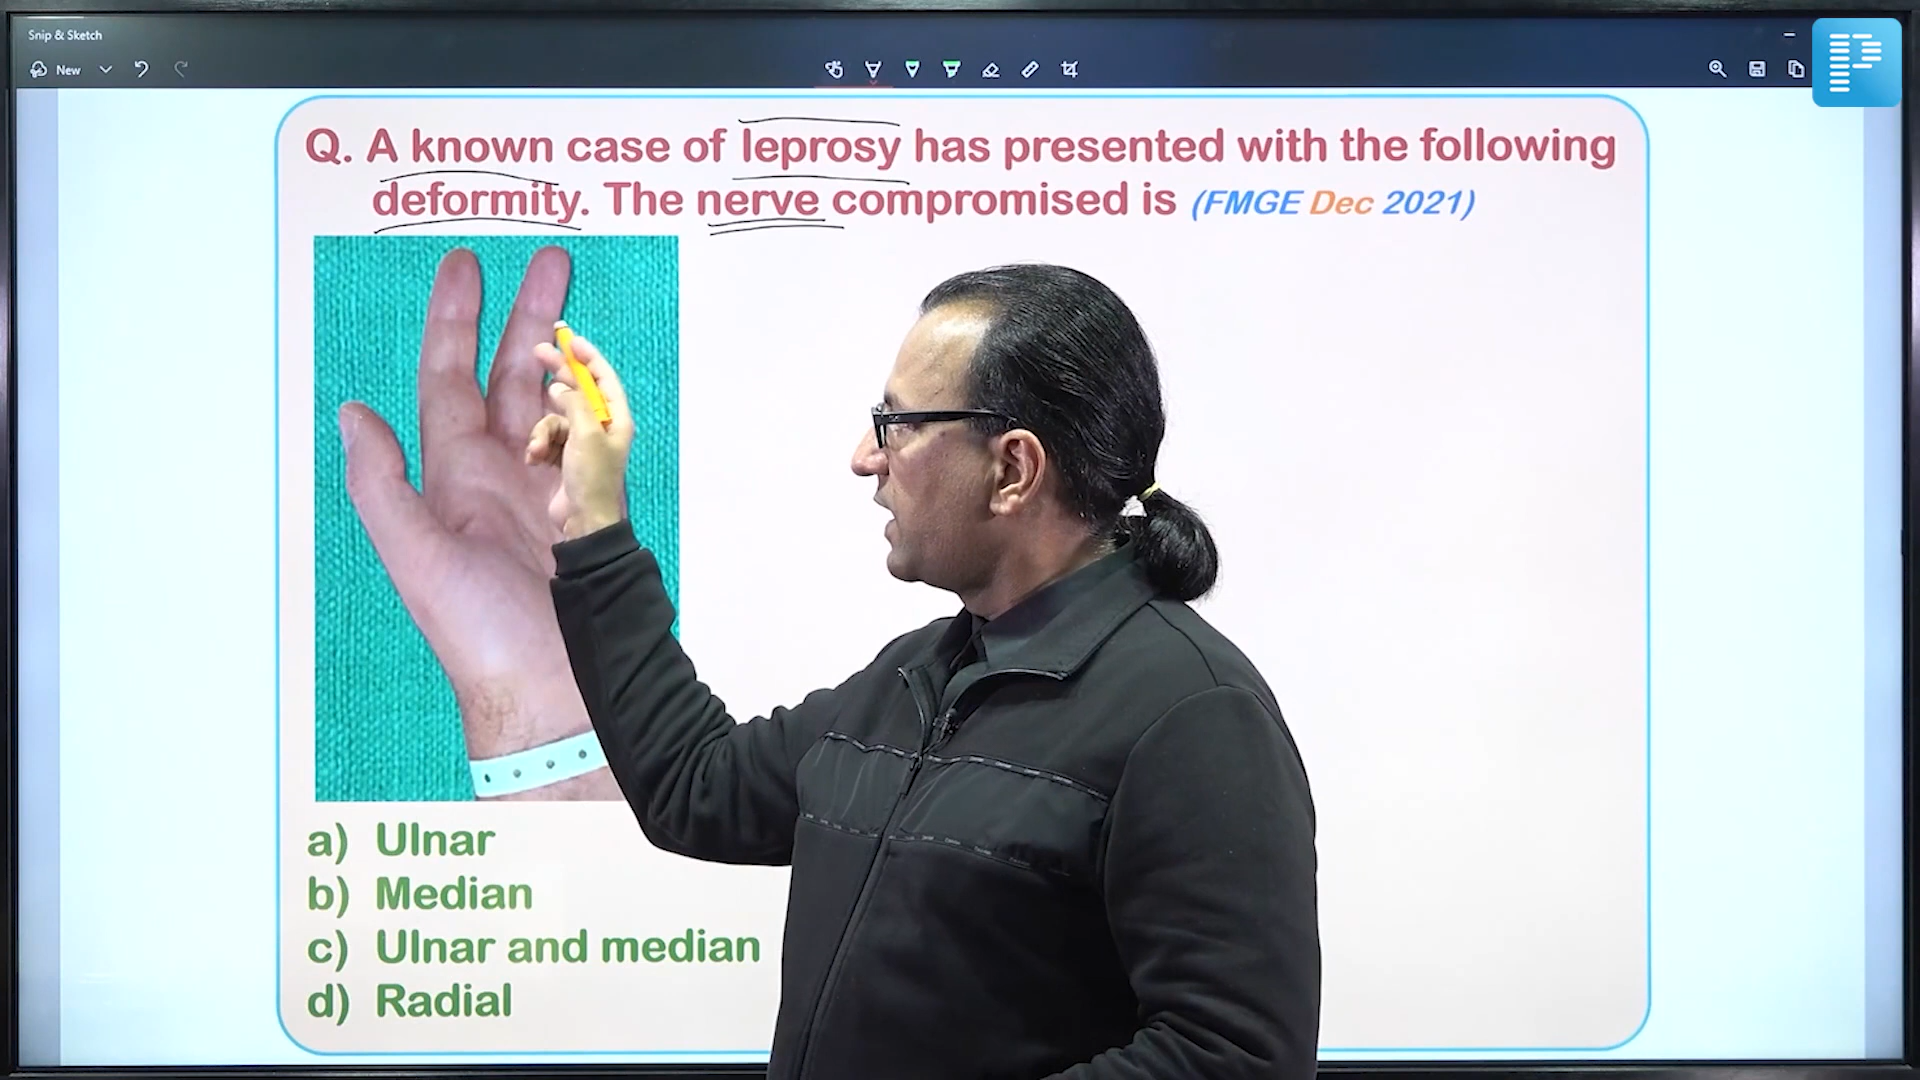 Snip & Sketch
New
Q. A known case of leprosy has presented with the following
deformity. The nerve compromised is (FMGE Dec 2021)
a) Ulnar
b) Median
c) Ulnar and median
d) Radial